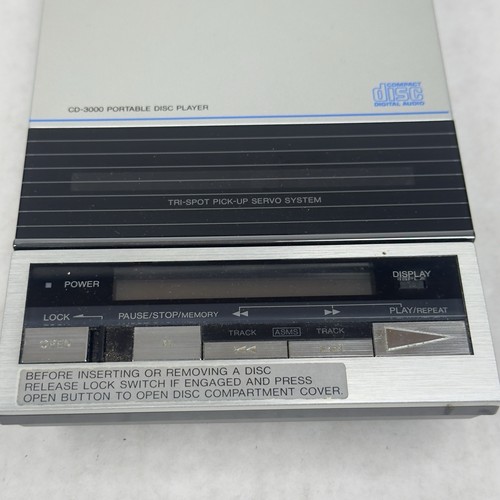 COMPACT
disc
DIGITAL AUDIO
CD-3000 PORTABLE DISC PLAYER
TRI-SPOT PICK-UP SERVO SYSTEM
POWER
DISPLAY
LOCK
PAUSE/STOP/MEMORY
PLAY/REPEAT
TRACK
ASMS
TRACK
OPEN
BEFORE INSERTING OR REMOVING A DISC
RELEASE LOCK SWITCH IF ENGAGED AND PRESS
OPEN BUTTON TO OPEN DISC COMPARTMENT COVER.